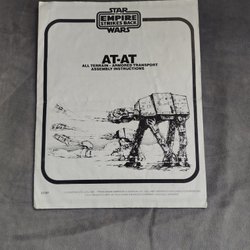 STAR
THE
EMPIRE
STRIKES BACK
WARS
AT-AT
ALL TERRAIN - ARMORED TRANSPORT
ASSEMBLY INSTRUCTIONS